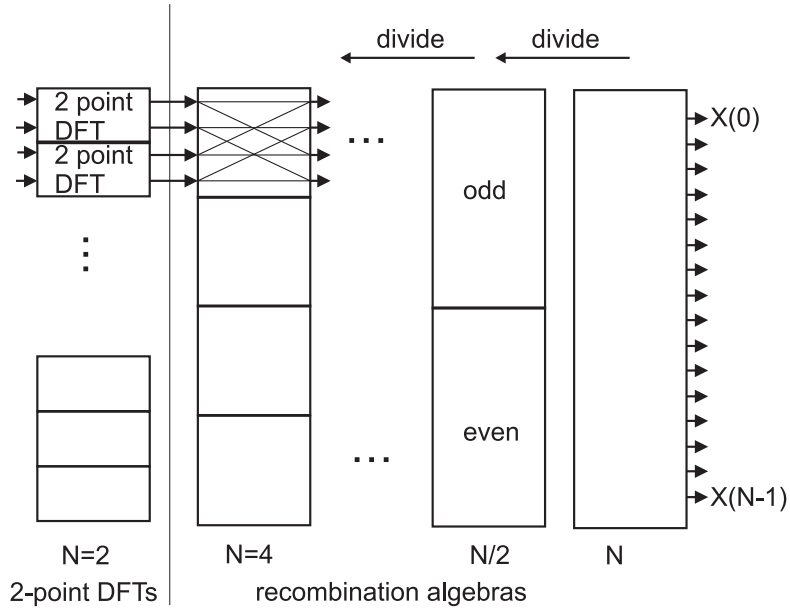 divide
divide
2 point
DFT
2 point
DFT
...
X(0)
odd
...
even
...
X(N-1)
N=2
N=4
N/2
N
2-point DFTs
recombination algebras